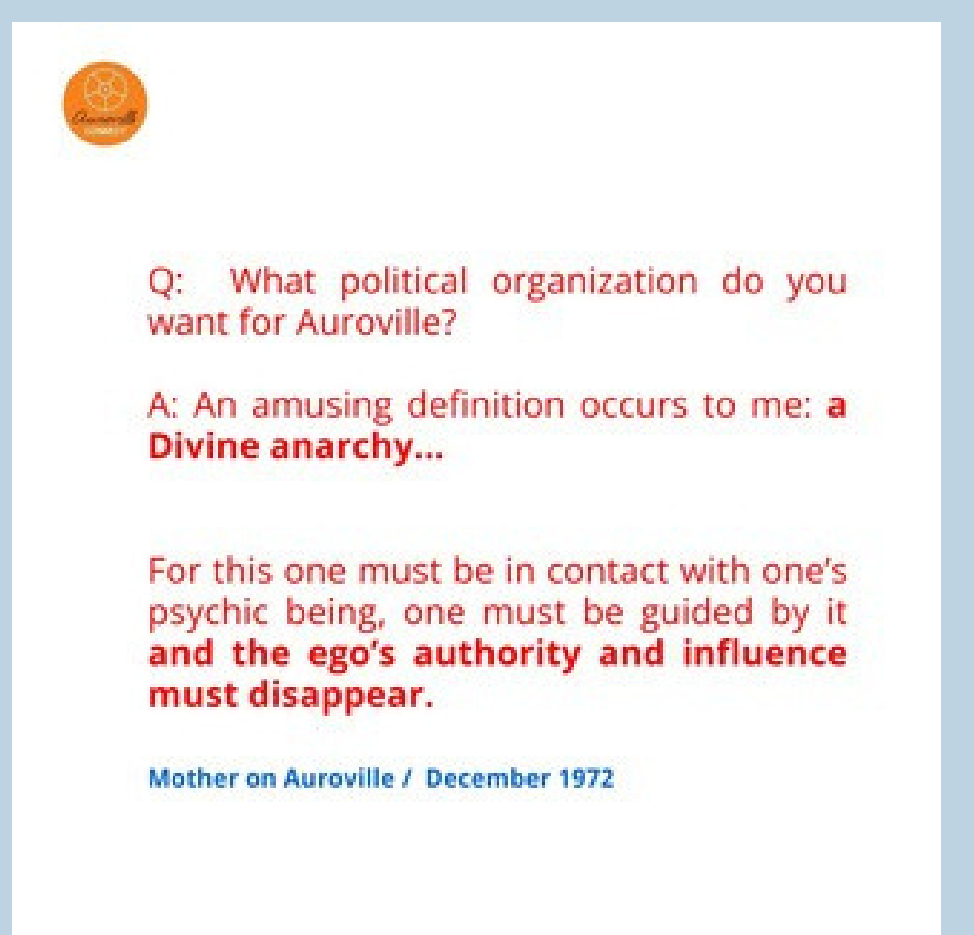 Auroville
Q: What political organization do you
want for Auroville?
A: An amusing definition occurs to me: a
Divine anarchy...
For this one must be in contact with one's
psychic being, one must be guided by it
and the ego's authority and influence
must disappear.
Mother on Auroville / December 1972